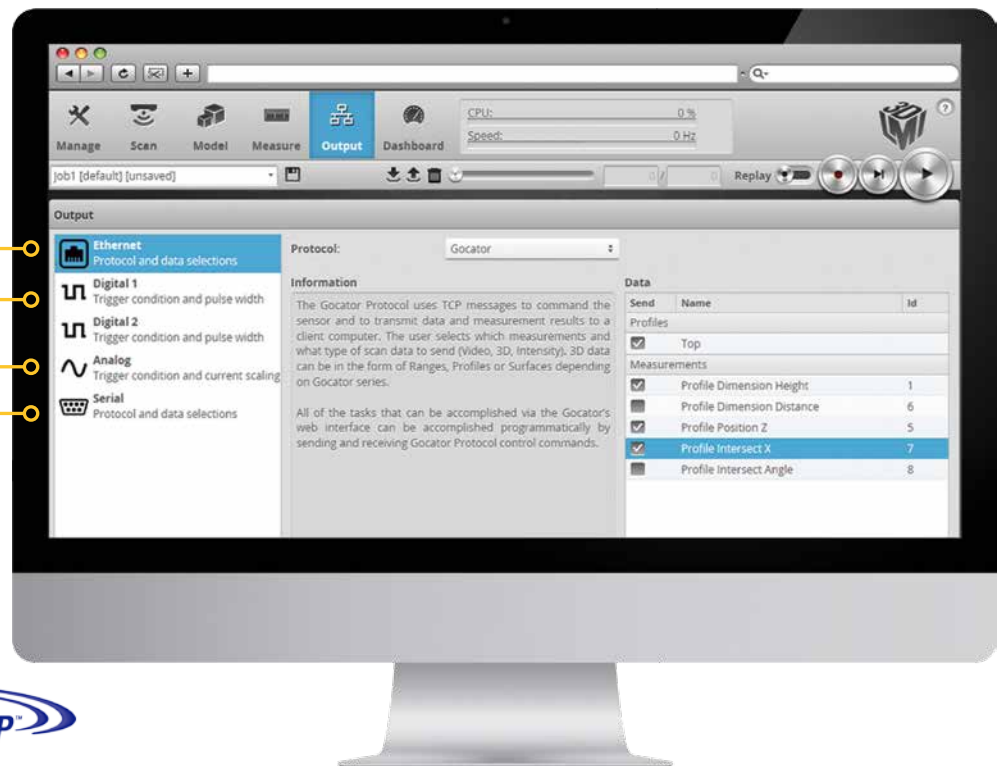 CPU:
0 %
Speed:
0 Hz
Manage
Scan
Model
Measure
Output
Dashboard
Job1 [default] [unsaved]
0 /
0
Replay
Output
Ethernet
Protocol and data selections
Digital 1
Trigger condition and pulse width
Digital 2
Trigger condition and pulse width
Analog
Trigger condition and current scaling
Serial
Protocol and data selections
Protocol:
Gocator
Information
The Gocator Protocol uses TCP messages to command the
sensor and to transmit data and measurement results to a
client computer. The user selects which measurements and
what type of scan data to send (Video, 3D, Intensity). 3D data
can be in the form of Ranges, Profiles or Surfaces depending
on Gocator series.
All of the tasks that can be accomplished via the Gocator's
web interface can be accomplished programmatically by
sending and receiving Gocator Protocol control commands.
Data
Send Name Id
Profiles
Top
Measurements
Profile Dimension Height 1
Profile Dimension Distance 6
Profile Position Z 5
Profile Intersect X 7
Profile Intersect Angle 8